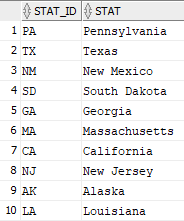 STAT_ID STAT
1 PA Pennsylvania
2 TX Texas
3 NM New Mexico
4 SD South Dakota
5 GA Georgia
6 MA Massachusetts
7 CA California
8 NJ New Jersey
9 AK Alaska
10 LA Louisiana